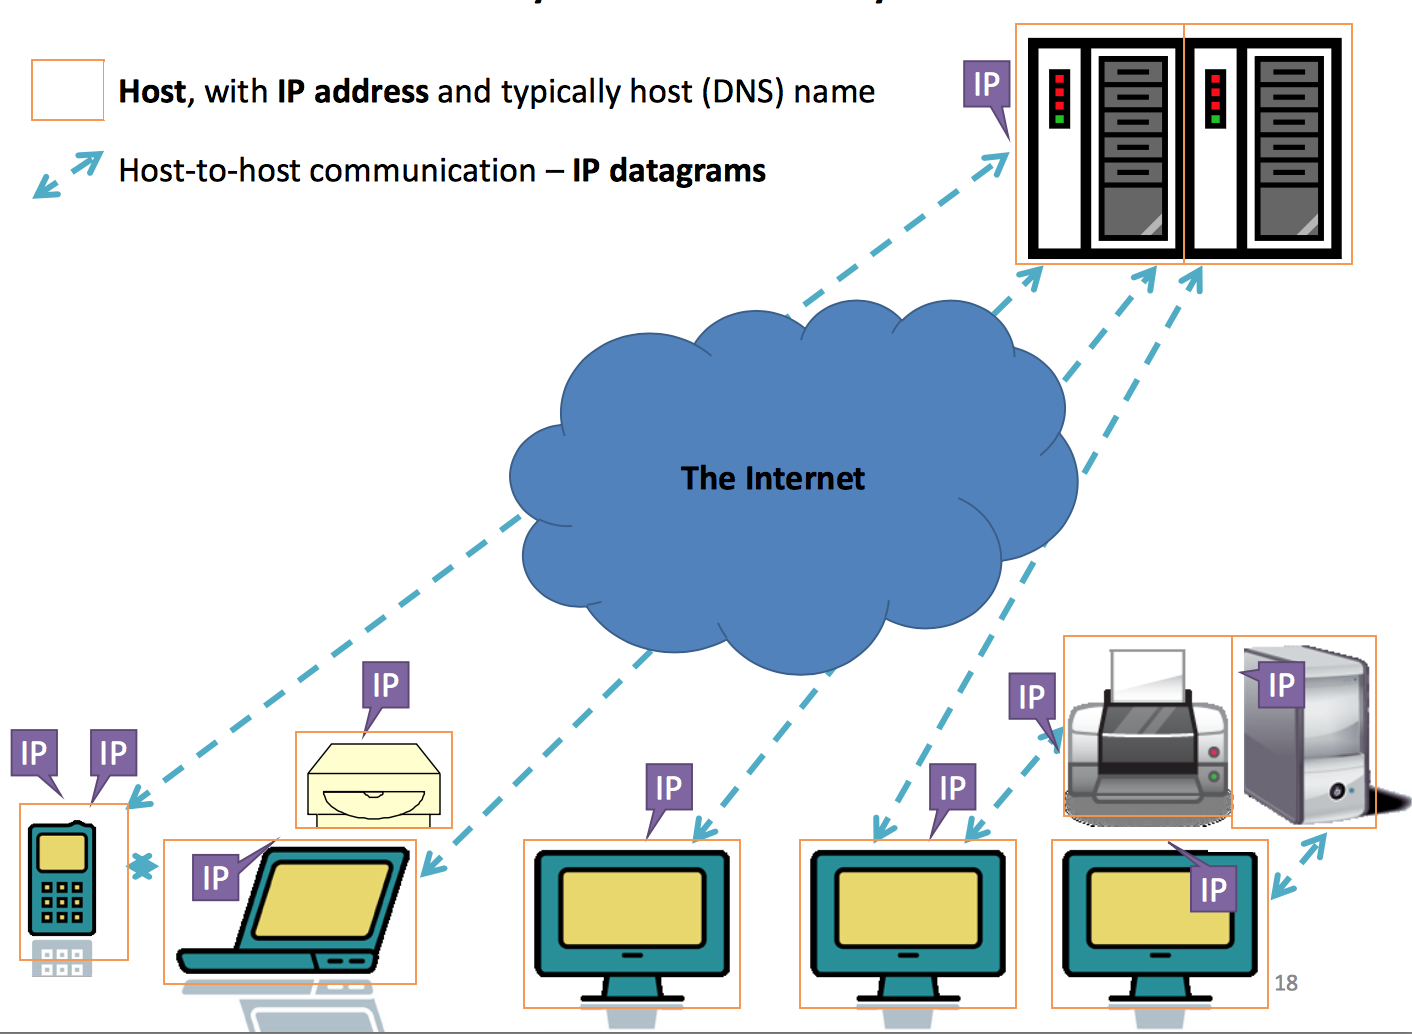 Host, with IP address and typically host (DNS) name
IP
Host-to-host communication – IP datagrams
The Internet
IP
IP
IP
IP
IP
IP
IP
IP
IP
IP
18